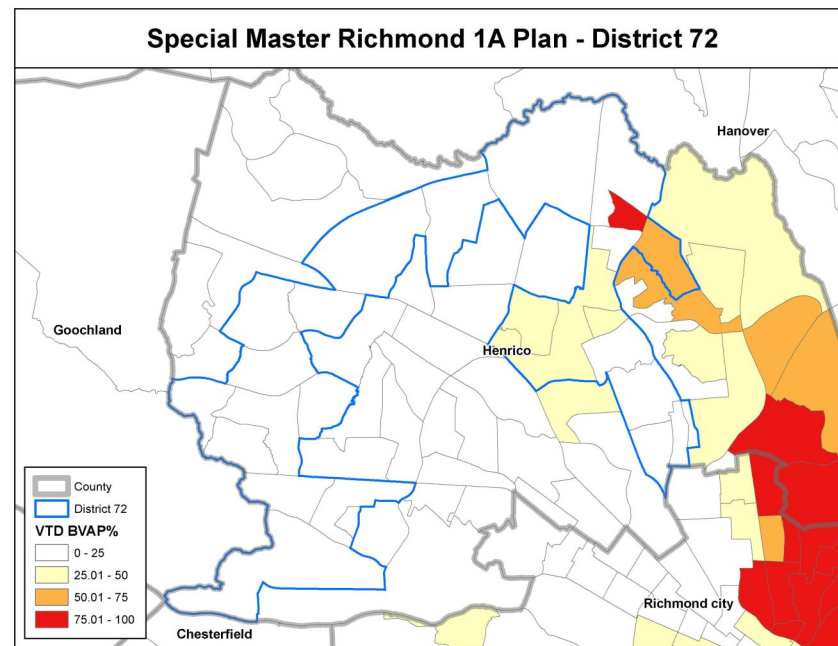 Special Master Richmond 1A Plan - District 72
Hanover
Goochland
Henrico
County
District 72
VTD BVAP%
0 - 25
25.01 - 50
50.01 - 75
75.01 - 100
Richmond city
Chesterfield